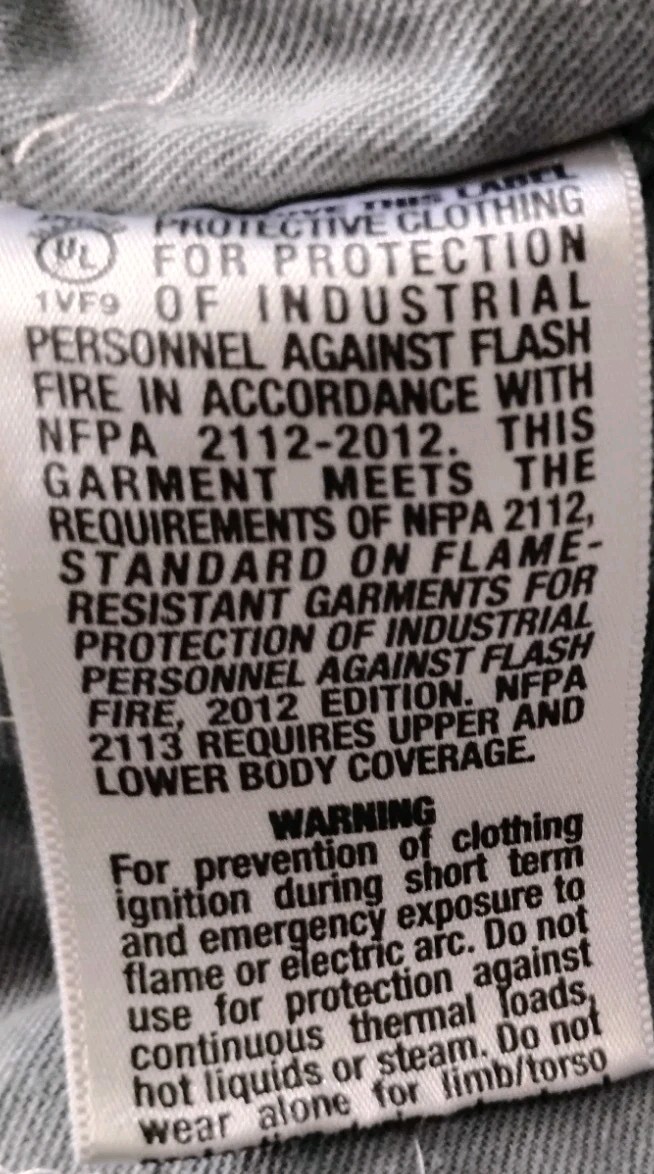 THIS LABEL
PROTECTIVE CLOTHING
UL
FOR PROTECTION
1VF9
OF INDUSTRIAL
PERSONNEL AGAINST FLASH
FIRE IN ACCORDANCE WITH
NFPA 2112-2012. THIS
GARMENT MEETS THE
REQUIREMENTS OF NFPA 2112,
STANDARD ON FLAME-
RESISTANT GARMENTS FOR
PROTECTION OF INDUSTRIAL
PERSONNEL AGAINST FLASH
FIRE, 2012 EDITION. NFPA
2113 REQUIRES UPPER AND
LOWER BODY COVERAGE.
WARNING
For prevention of clothing
ignition during short term
and emergency exposure to
flame or electric arc. Do not
use for protection against
continuous thermal loads,
hot liquids or steam. Do not
wear alone for limb/torso